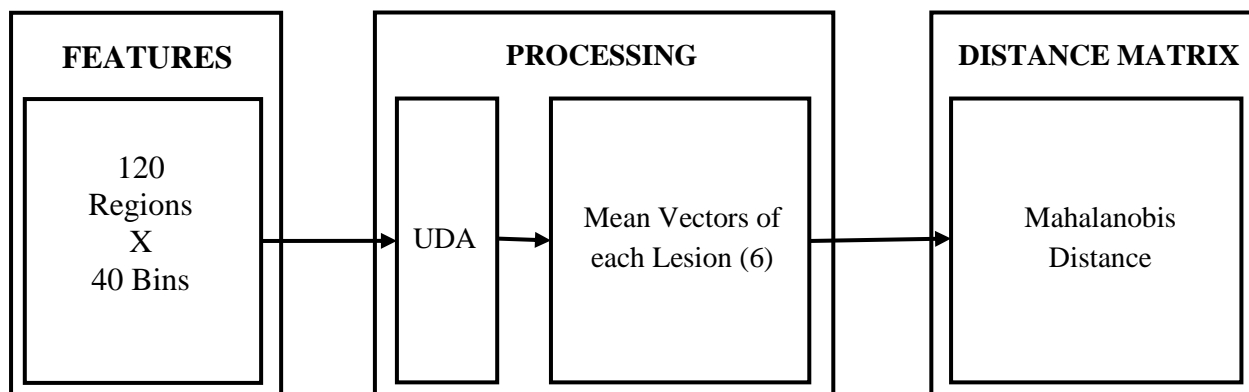 FEATURES
120
Regions
X
40 Bins
PROCESSING
UDA
Mean Vectors of
each Lesion (6)
DISTANCE MATRIX
Mahalanobis
Distance